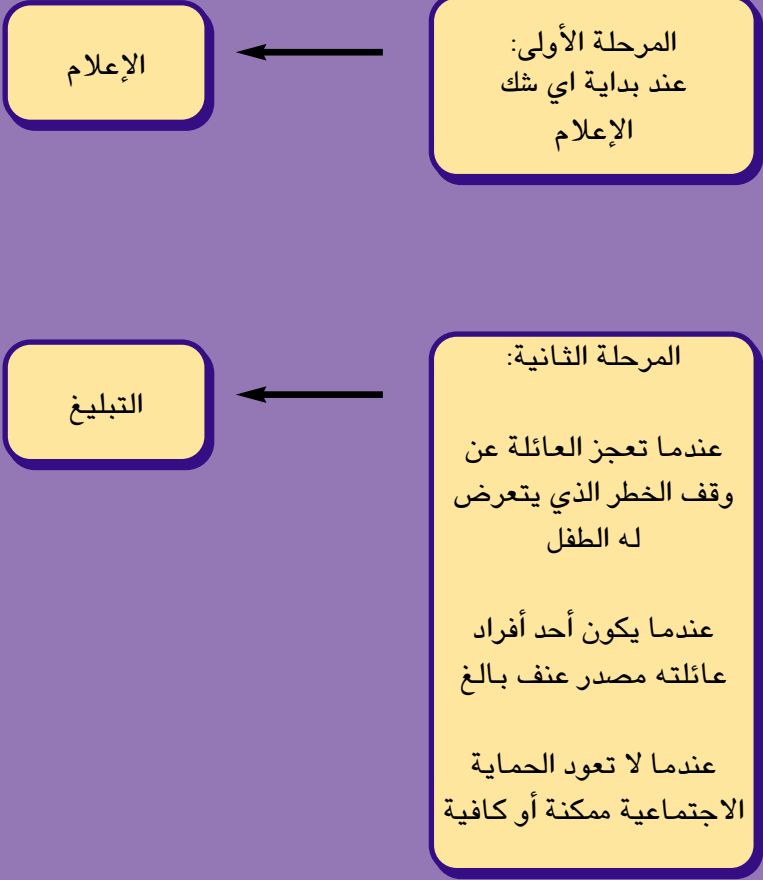 المرحلة الأولى:
عند بداية اي شك
الإعلام
الإعلام
المرحلة الثانية:
عندما تعجز العائلة عن
وقف الخطر الذي يتعرض
له الطفل
عندما يكون أحد أفراد
عائلته مصدر عنف بالغ
عندما لا تعود الحماية
الاجتماعية ممكنة أو كافية
التبليغ